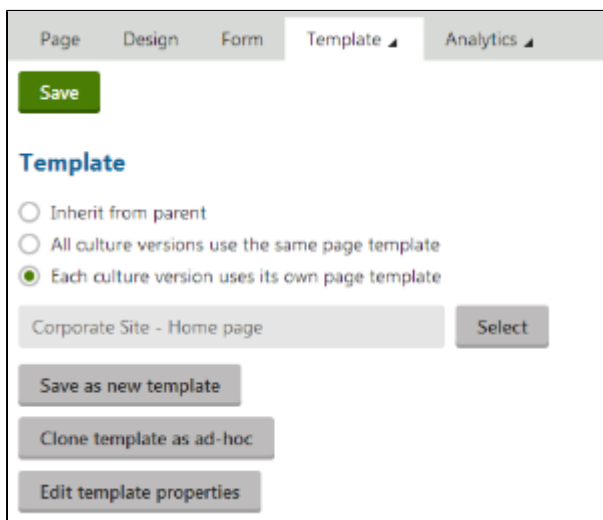 Page Design Form Template Analytics
Save
Template
Inherit from parent
All culture versions use the same page template
Each culture version uses its own page template
Corporate Site - Home page Select
Save as new template
Clone template as ad-hoc
Edit template properties